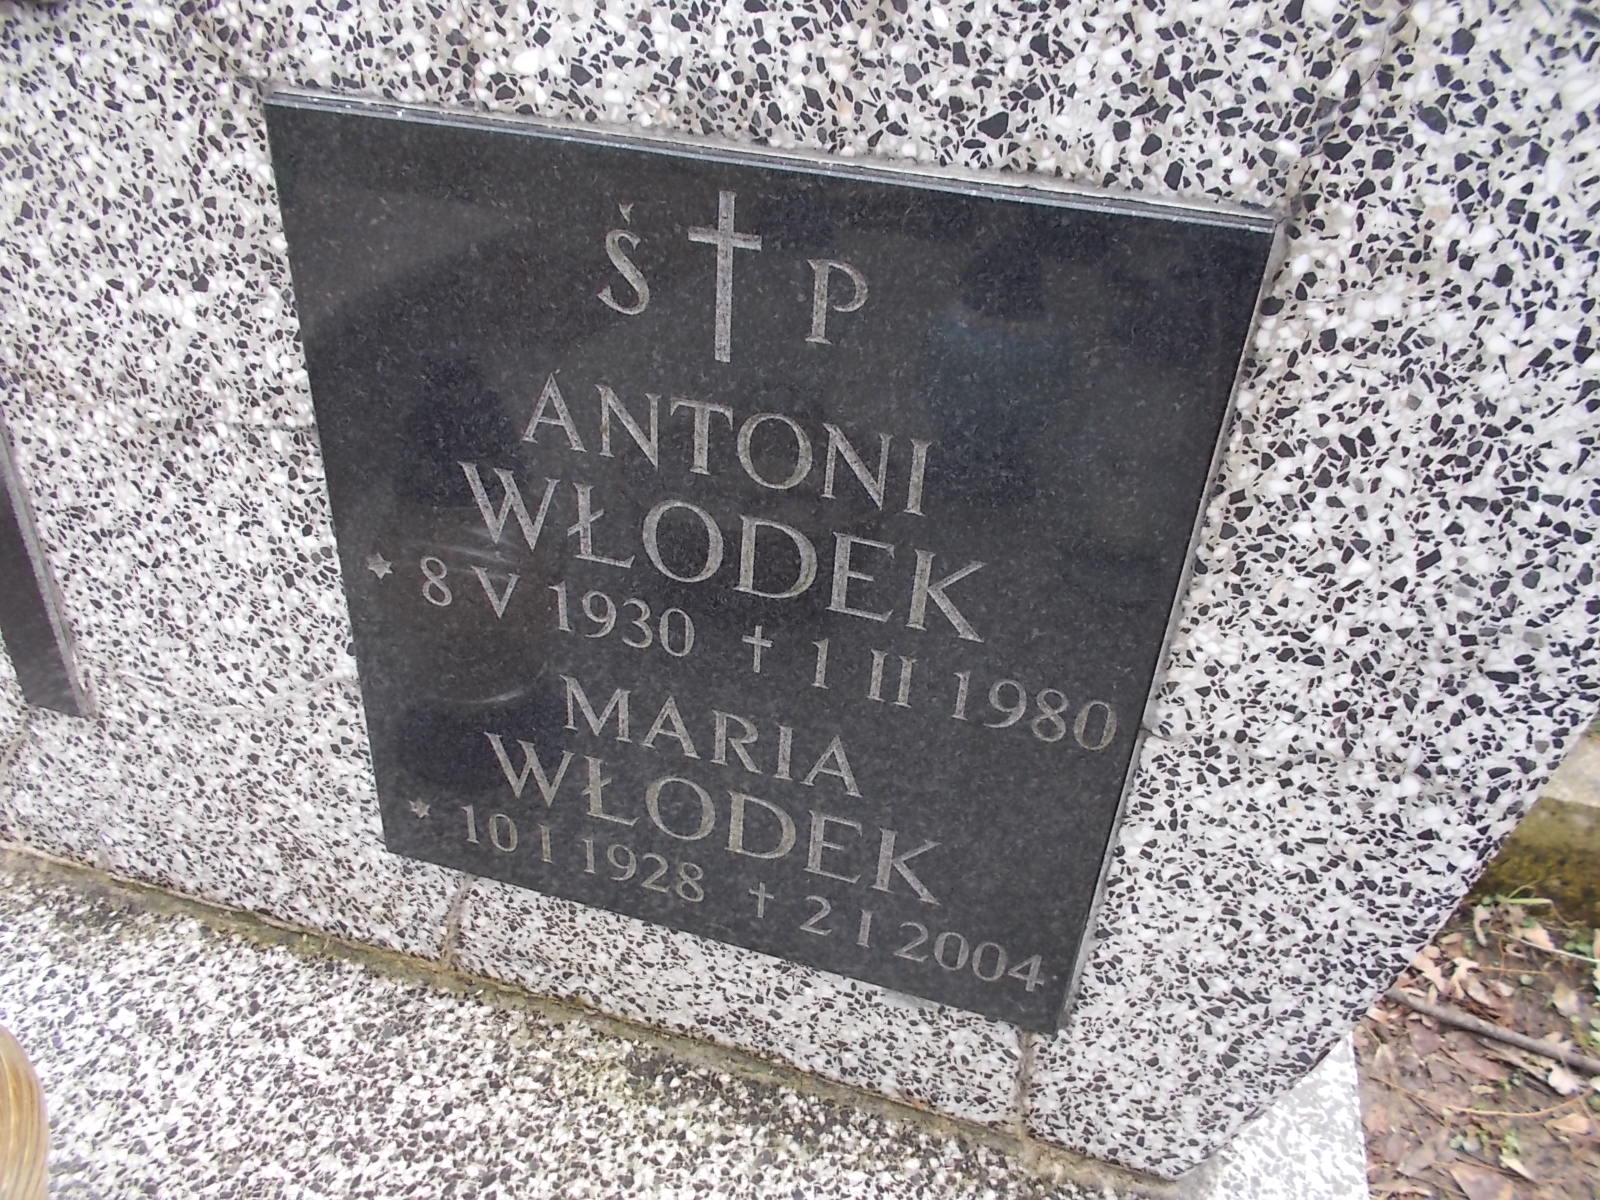 Ś † P
ANTONI
WŁODEK
* 8 V 1930 † 1 II 1980
MARIA
WŁODEK
* 10 I 1928 † 2 I 2004